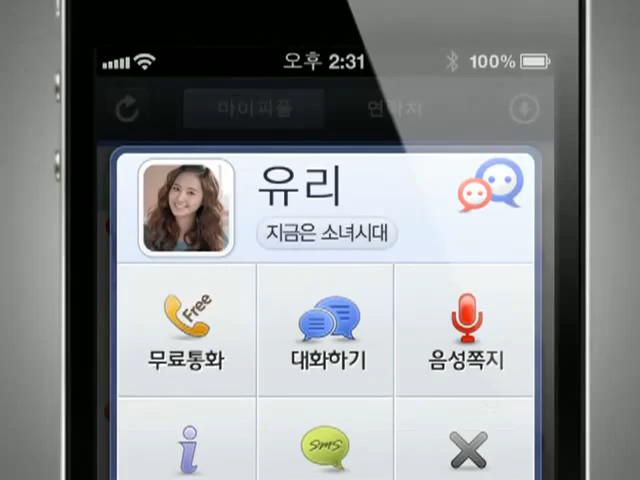 오후 2:31
100%
마이피플
연락처
유리
지금은 소녀시대
Free
무료통화
대화하기
음성쪽지
SMS